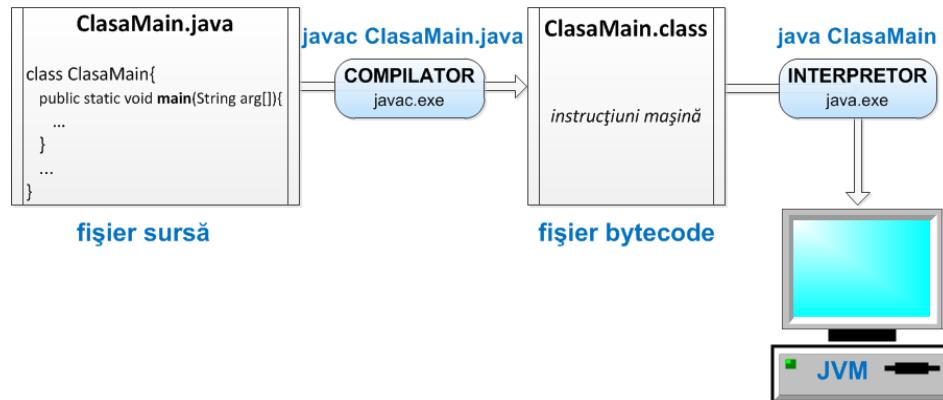 ClasaMain.java
class ClasaMain{
public static void main(String arg[]){
...
}
...
}
fişier sursă
javac ClasaMain.java
COMPILATOR
javac.exe
ClasaMain.class
instrucţiuni maşină
fişier bytecode
java ClasaMain
INTERPRETOR
java.exe
JVM